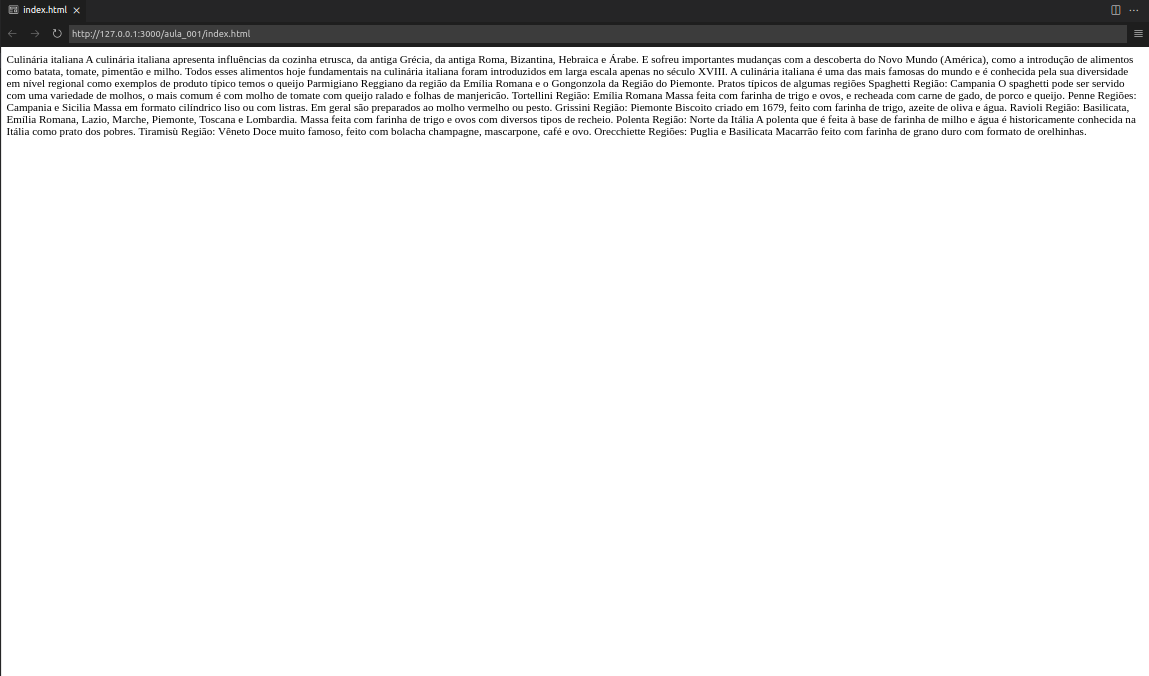 index.html
http://127.0.0.1:3000/aula_001/index.html
Culinária italiana A culinária italiana apresenta influências da cozinha etrusca, da antiga Grécia, da antiga Roma, Bizantina, Hebraica e Árabe. E sofreu importantes mudanças com a descoberta do Novo Mundo (América), como a introdução de alimentos
como batata, tomate, pimentão e milho. Todos esses alimentos hoje fundamentais na culinária italiana foram introduzidos em larga escala apenas no século XVIII. A culinária italiana é uma das mais famosas do mundo e é conhecida pela sua diversidade
em nível regional como exemplos de produto típico temos o queijo Parmigiano Reggiano da região da Emília Romana e o Gongonzola da Região do Piemonte. Pratos típicos de algumas regiões Spaghetti Região: Campania O spaghetti pode ser servido
com uma variedade de molhos, o mais comum é com molho de tomate com queijo ralado e folhas de manjericão. Tortellini Região: Emília Romana Massa feita com farinha de trigo e ovos, e recheada com carne de gado, de porco e queijo. Penne Regiões:
Campania e Sicilia Massa em formato cilíndrico liso ou com listras. Em geral são preparados ao molho vermelho ou pesto. Grissini Região: Piemonte Biscoito criado em 1679, feito com farinha de trigo, azeite de oliva e água. Ravioli Região: Basilicata,
Emília Romana, Lazio, Marche, Piemonte, Toscana e Lombardia. Massa feita com farinha de trigo e ovos com diversos tipos de recheio. Polenta Região: Norte da Itália A polenta que é feita à base de farinha de milho e água é historicamente conhecida na
Itália como prato dos pobres. Tiramisù Região: Vêneto Doce muito famoso, feito com bolacha champagne, mascarpone, café e ovo. Orecchiette Regiões: Puglia e Basilicata Macarrão feito com farinha de grano duro com formato de orelhinhas.